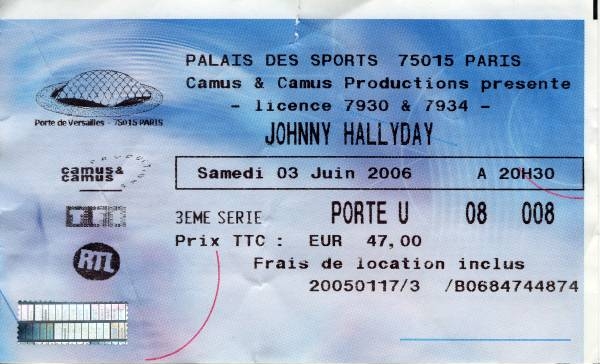 PALAIS DES SPORTS 75015 PARIS
Camus & Camus Productions presente
- licence 7930 & 7934 -
JOHNNY HALLYDAY
Porte de Versailles - 75015 PARIS
camus&
camus
Samedi 03 Juin 2006 A 20H30
TF1
3EME SERIE PORTE U 08 008
Prix TTC : EUR 47,00
RTL
Frais de location inclus
20050117/3 /B0684744874